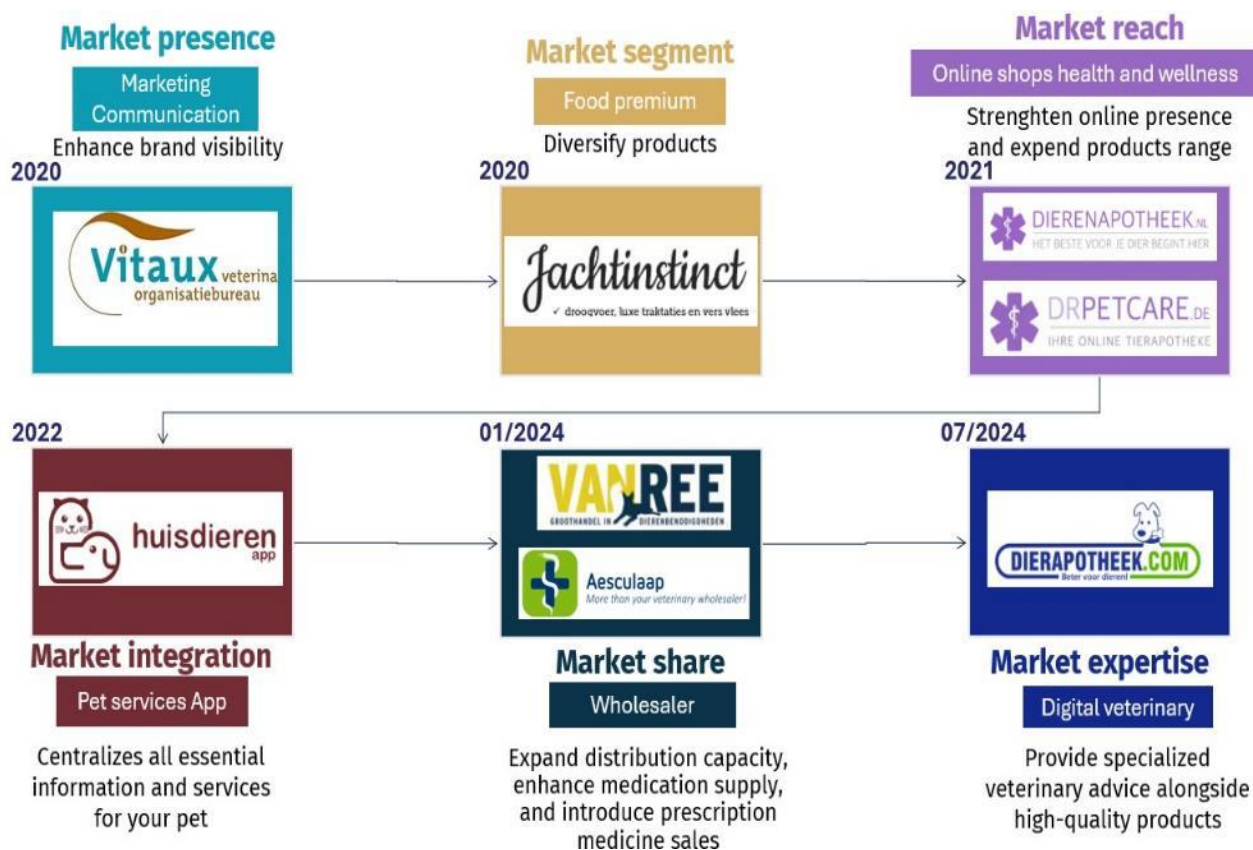 Market presence
Marketing
Communication
Enhance brand visibility
2020
Vitaux veterina
organisatiebureau
Market segment
Food premium
Diversify products
2020
Jachtinstinct
✓ droogvoer, luxe traktaties en vers vlees
Market reach
Online shops health and wellness
Strenghten online presence
and expend products range
2021
DIERENAPOTHEEK.NL
HET BESTE VOOR JE DIER BEGINT HIER
DRPETCARE.DE
IHRE ONLINE TIERAPOTHEKE
2022
huisdieren
app
Market integration
Pet services App
Centralizes all essential
information and services
for your pet
01/2024
VANREE
GROOTHANDEL IN DIERENBENODIGDHEDEN
Aesculaap
More than your veterinary wholesaler!
Market share
Wholesaler
Expand distribution capacity,
enhance medication supply,
and introduce prescription
medicine sales
07/2024
DIERAPOTHEEK.COM
Beter voor dieren!
Market expertise
Digital veterinary
Provide specialized
veterinary advice alongside
high-quality products